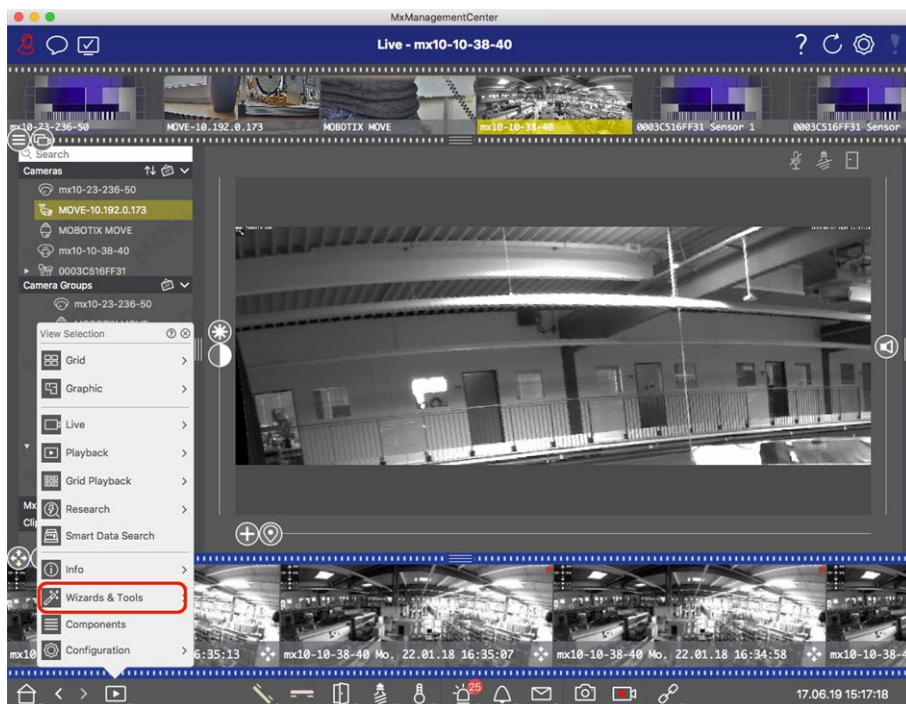 MxManagementCenter
Live - mx10-10-38-40
?
mx10-23-236-50
MOVE-10.192.0.173
MOBOTIX MOVE
mx10-10-38-40
0003C516FF31 Sensor 1
0003C516FF31 Sensor
Search
Cameras
mx10-23-236-50
MOVE-10.192.0.173
MOBOTIX MOVE
mx10-10-38-40
0003C516FF31
Camera Groups
mx10-23-236-50
View Selection
Grid
Graphic
Live
Playback
Grid Playback
Research
Smart Data Search
Info
Wizards & Tools
Components
Configuration
Mx
Cli
mx10
6:35:13
mx10-10-38-40 Mo. 22.01.18 16:35:07
mx10-10-38-40 Mo. 22.01.18 16:34:58
mx10-10-38-4
25
17.06.19 15:17:18